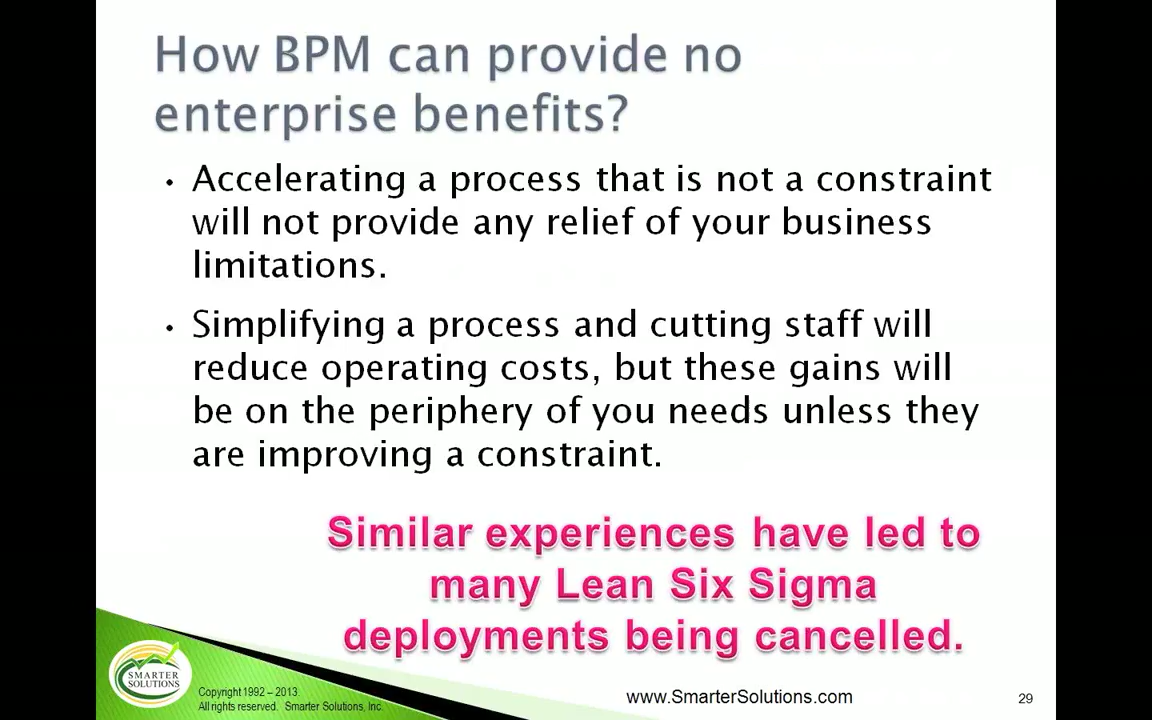 How BPM can provide no
enterprise benefits?
• Accelerating a process that is not a constraint
will not provide any relief of your business
limitations.
• Simplifying a process and cutting staff will
reduce operating costs, but these gains will
be on the periphery of you needs unless they
are improving a constraint.
Similar experiences have led to
many Lean Six Sigma
deployments being cancelled.
SMARTER
SOLUTIONS
Copyright 1992 – 2013.
All rights reserved. Smarter Solutions, Inc.
www.SmarterSolutions.com
29